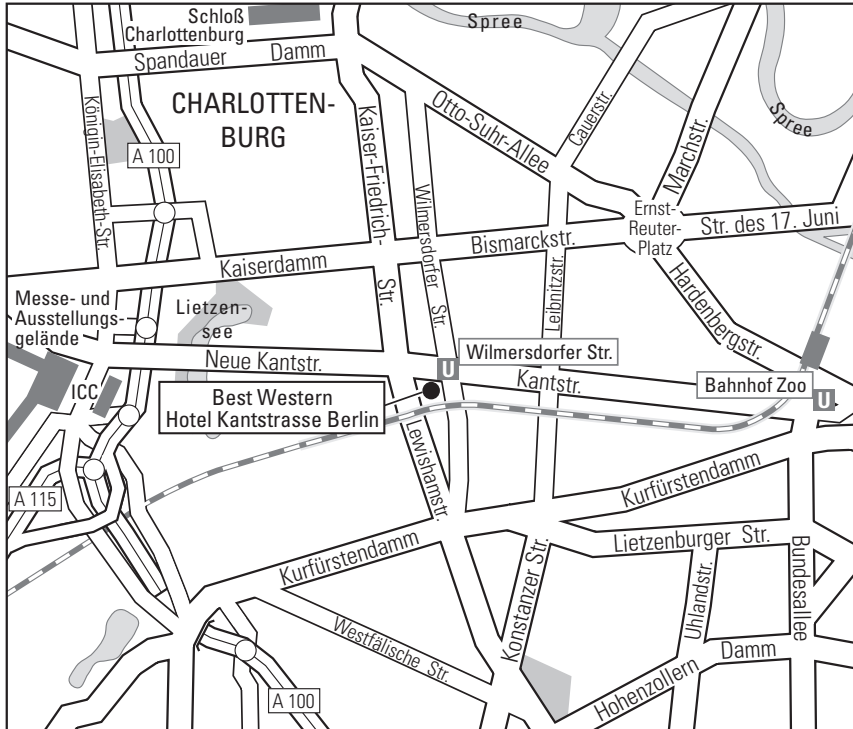 Schloß
Charlottenburg
Spree
Spandauer Damm
CHARLOTTEN-
BURG
Otto-Suhr-Allee
Cauerstr.
Marchstr.
Spree
Königin-Elisabeth-Str.
A 100
Kaiser-Friedrich-
Str.
Wilmersdorfer Str.
Ernst-
Reuter-
Platz
Str. des 17. Juni
Bismarckstr.
Kaiserdamm
Leibnitzstr.
Hardenbergstr.
Messe- und
Ausstellungs-
gelände
Lietzen-
see
Neue Kantstr.
U
Wilmersdorfer Str.
Kantstr.
Bahnhof Zoo
U
ICC
Best Western
Hotel Kantstrasse Berlin
Lewishamstr.
A 115
Kurfürstendamm
Kurfürstendamm
Lietzenburger Str.
Konstanzer Str.
Uhlandstr.
Bundesallee
Westfälische Str.
Hohenzollern Damm
A 100